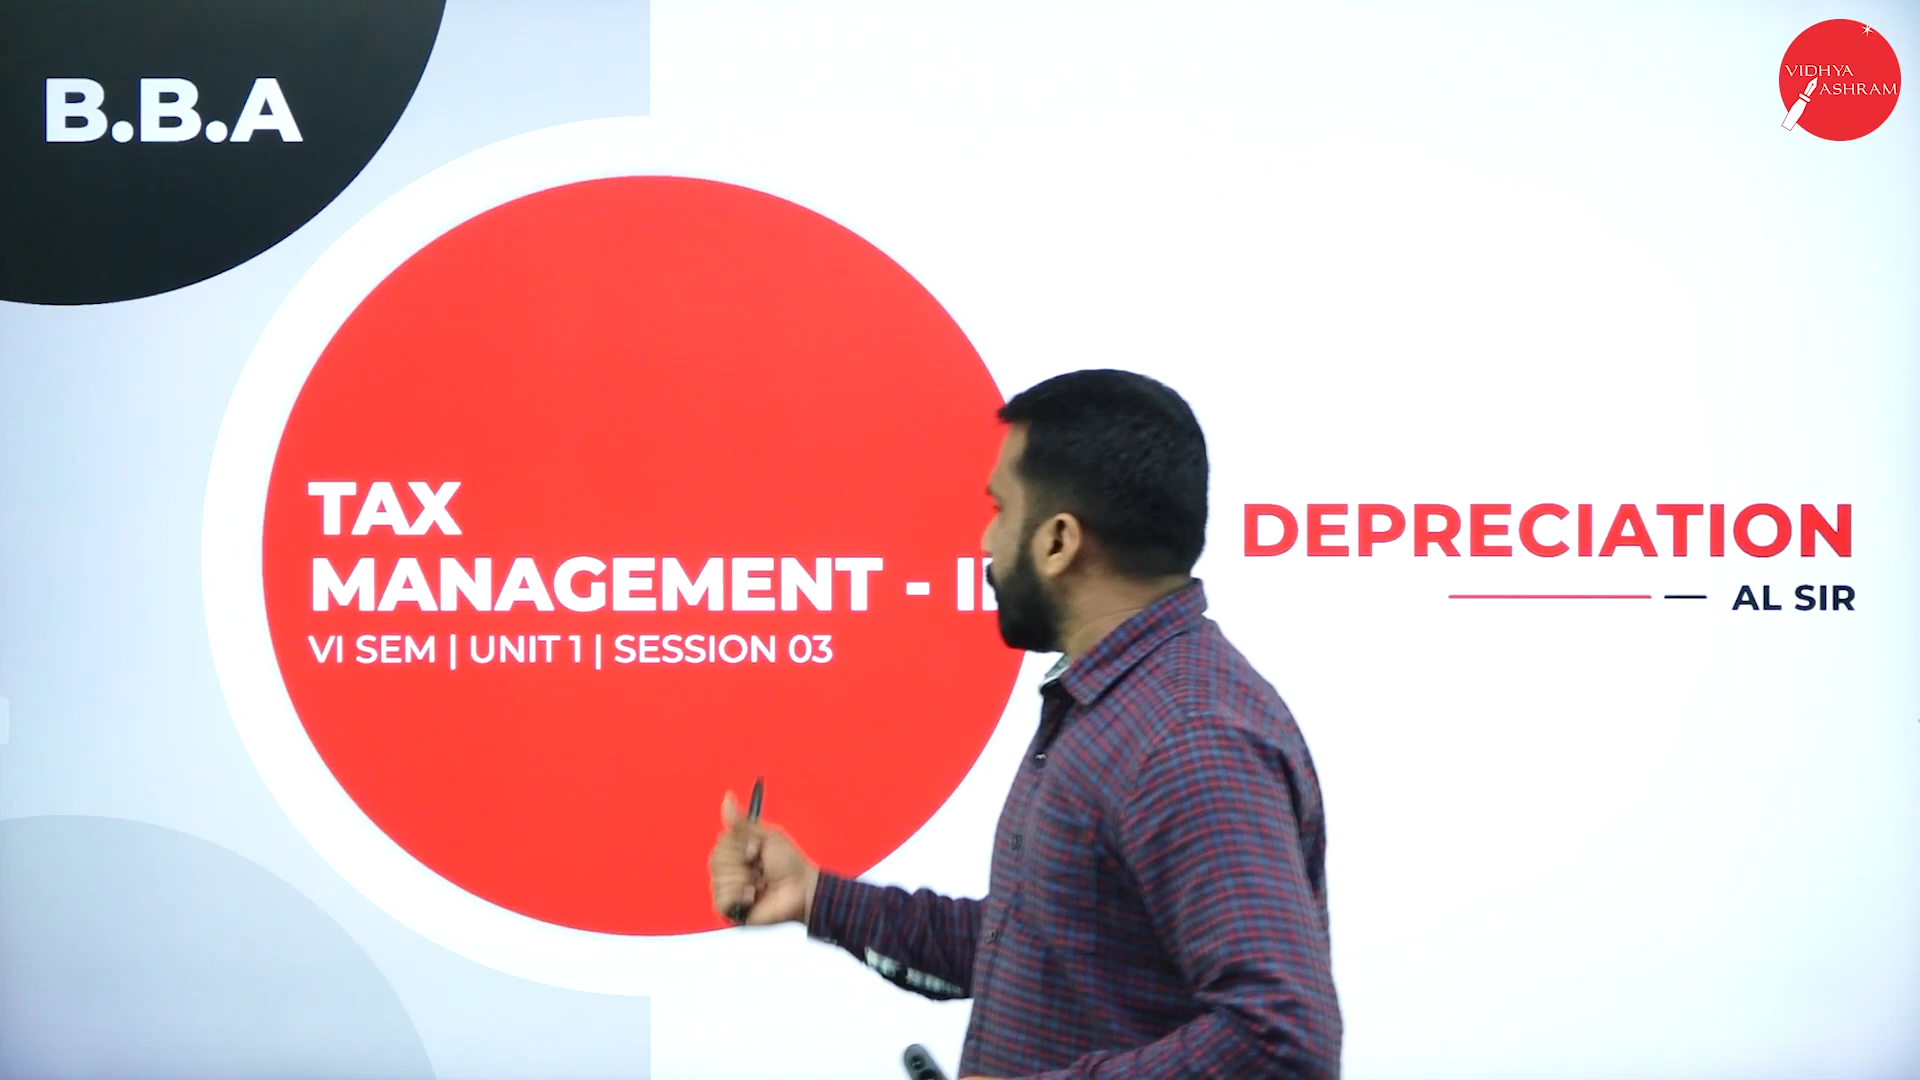 B.B.A
VIDHYA
ASHRAM
TAX
MANAGEMENT -
VI SEM | UNIT 1 | SESSION 03
DEPRECIATION
AL SIR